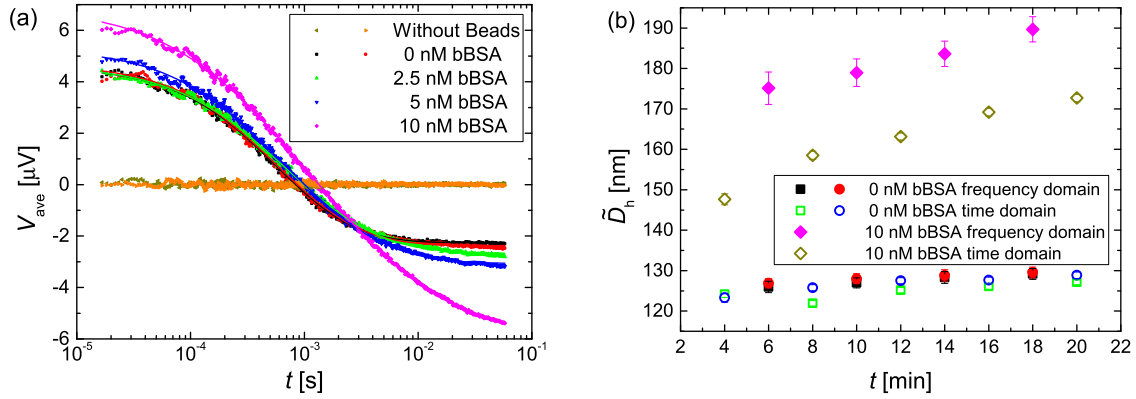 (a)
Without Beads
0 nM bBSA
2.5 nM bBSA
5 nM bBSA
10 nM bBSA
6
4
2
0
-2
-4
-6
V_ave [µV]
10⁻⁵
10⁻⁴
10⁻³
10⁻²
10⁻¹
t [s]
(b)
190
180
170
160
150
140
130
120
D̃_h [nm]
0 nM bBSA frequency domain
0 nM bBSA time domain
10 nM bBSA frequency domain
10 nM bBSA time domain
2 4 6 8 10 12 14 16 18 20 22
t [min]